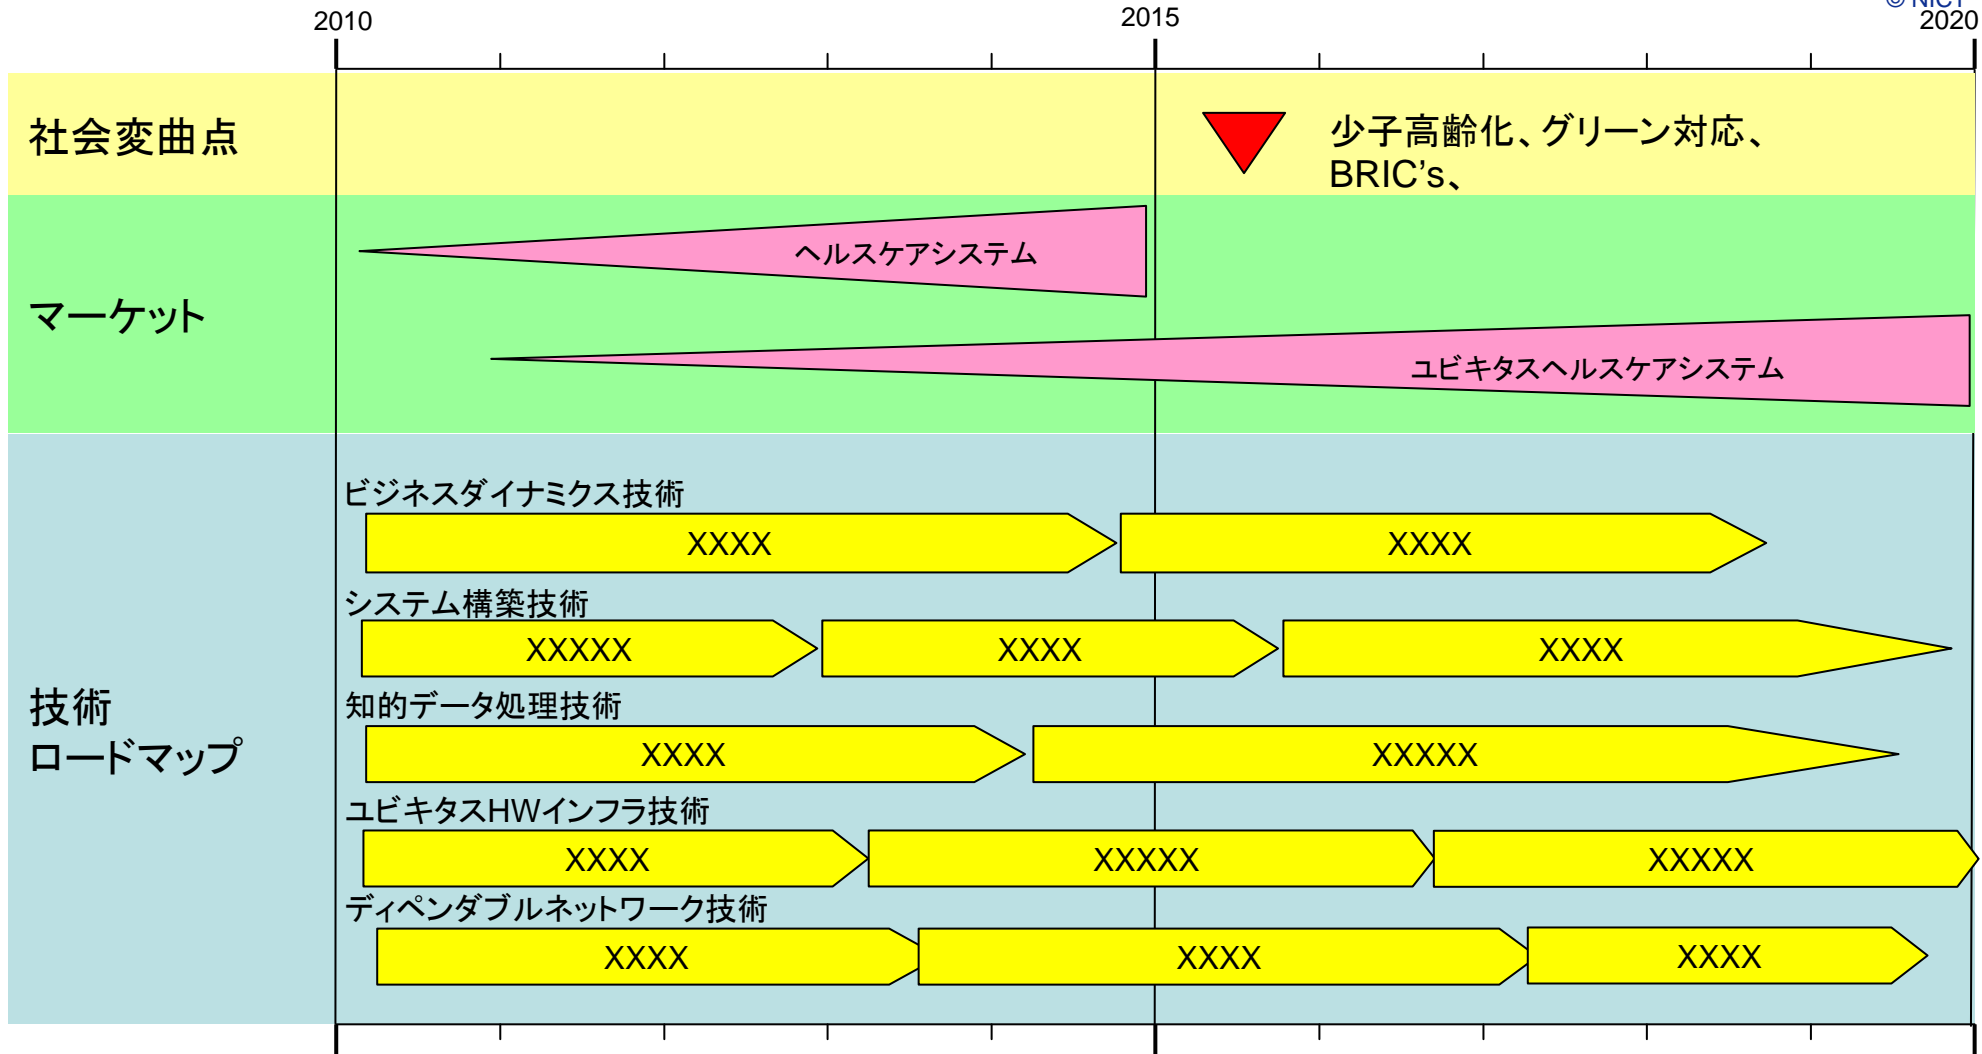 © NICT
2010
2015
2020
社会変曲点
少子高齢化、グリーン対応、
BRIC's、
マーケット
ヘルスケアシステム
ユビキタスヘルスケアシステム
技術
ロードマップ
ビジネスダイナミクス技術
XXXX
XXXX
システム構築技術
XXXXX
XXXX
XXXX
知的データ処理技術
XXXX
XXXXX
ユビキタスHWインフラ技術
XXXX
XXXXX
XXXXX
ディペンダブルネットワーク技術
XXXX
XXXX
XXXX